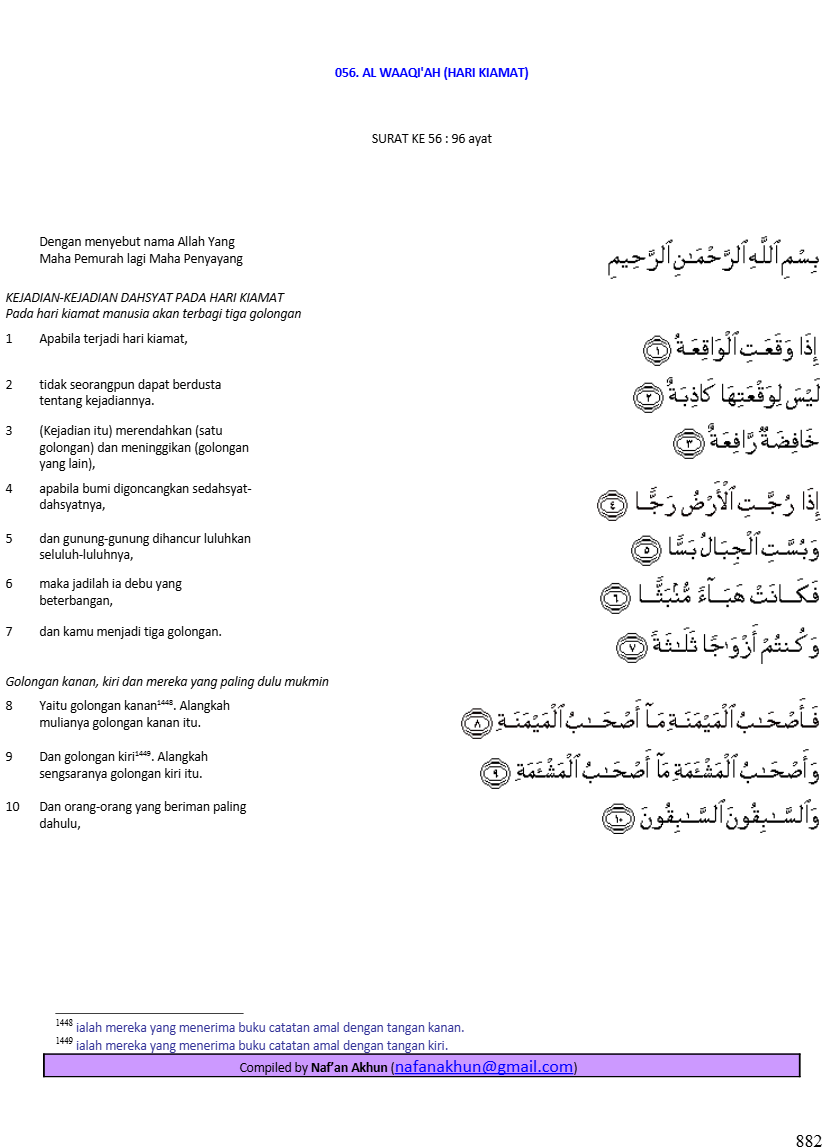 056. AL WAAQI'AH (HARI KIAMAT)
SURAT KE 56 : 96 ayat
Dengan menyebut nama Allah Yang
Maha Pemurah lagi Maha Penyayang
بِسْمِ ٱللَّهِ ٱلرَّحْمَـٰنِ ٱلرَّحِيمِ
KEJADIAN-KEJADIAN DAHSYAT PADA HARI KIAMAT
Pada hari kiamat manusia akan terbagi tiga golongan
1 Apabila terjadi hari kiamat,
إِذَا وَقَعَتِ ٱلْوَاقِعَةُ ١
2 tidak seorangpun dapat berdusta
tentang kejadiannya.
لَيْسَ لِوَقْعَتِهَا كَاذِبَةٌ ٢
3 (Kejadian itu) merendahkan (satu
golongan) dan meninggikan (golongan
yang lain),
خَافِضَةٌ رَّافِعَةٌ ٣
4 apabila bumi digoncangkan sedahsyat-
dahsyatnya,
إِذَا رُجَّتِ ٱلْأَرْضُ رَجًّا ٤
5 dan gunung-gunung dihancur luluhkan
seluluh-luluhnya,
وَبُسَّتِ ٱلْجِبَالُ بَسًّا ٥
6 maka jadilah ia debu yang
beterbangan,
فَكَانَتْ هَبَآءً مُّنۢبَثًّا ٦
7 dan kamu menjadi tiga golongan.
وَكُنتُمْ أَزْوَٰجًا ثَلَـٰثَةً ٧
Golongan kanan, kiri dan mereka yang paling dulu mukmin
8 Yaitu golongan kanan1448. Alangkah
mulianya golongan kanan itu.
فَأَصْحَـٰبُ ٱلْمَيْمَنَةِ مَآ أَصْحَـٰبُ ٱلْمَيْمَنَةِ ٨
9 Dan golongan kiri1449. Alangkah
sengsaranya golongan kiri itu.
وَأَصْحَـٰبُ ٱلْمَشْـَٔمَةِ مَآ أَصْحَـٰبُ ٱلْمَشْـَٔمَةِ ٩
10 Dan orang-orang yang beriman paling
dahulu,
وَٱلسَّـٰبِقُونَ ٱلسَّـٰبِقُونَ ١٠
1448 ialah mereka yang menerima buku catatan amal dengan tangan kanan.
1449 ialah mereka yang menerima buku catatan amal dengan tangan kiri.
Compiled by Naf’an Akhun (nafanakhun@gmail.com)
882